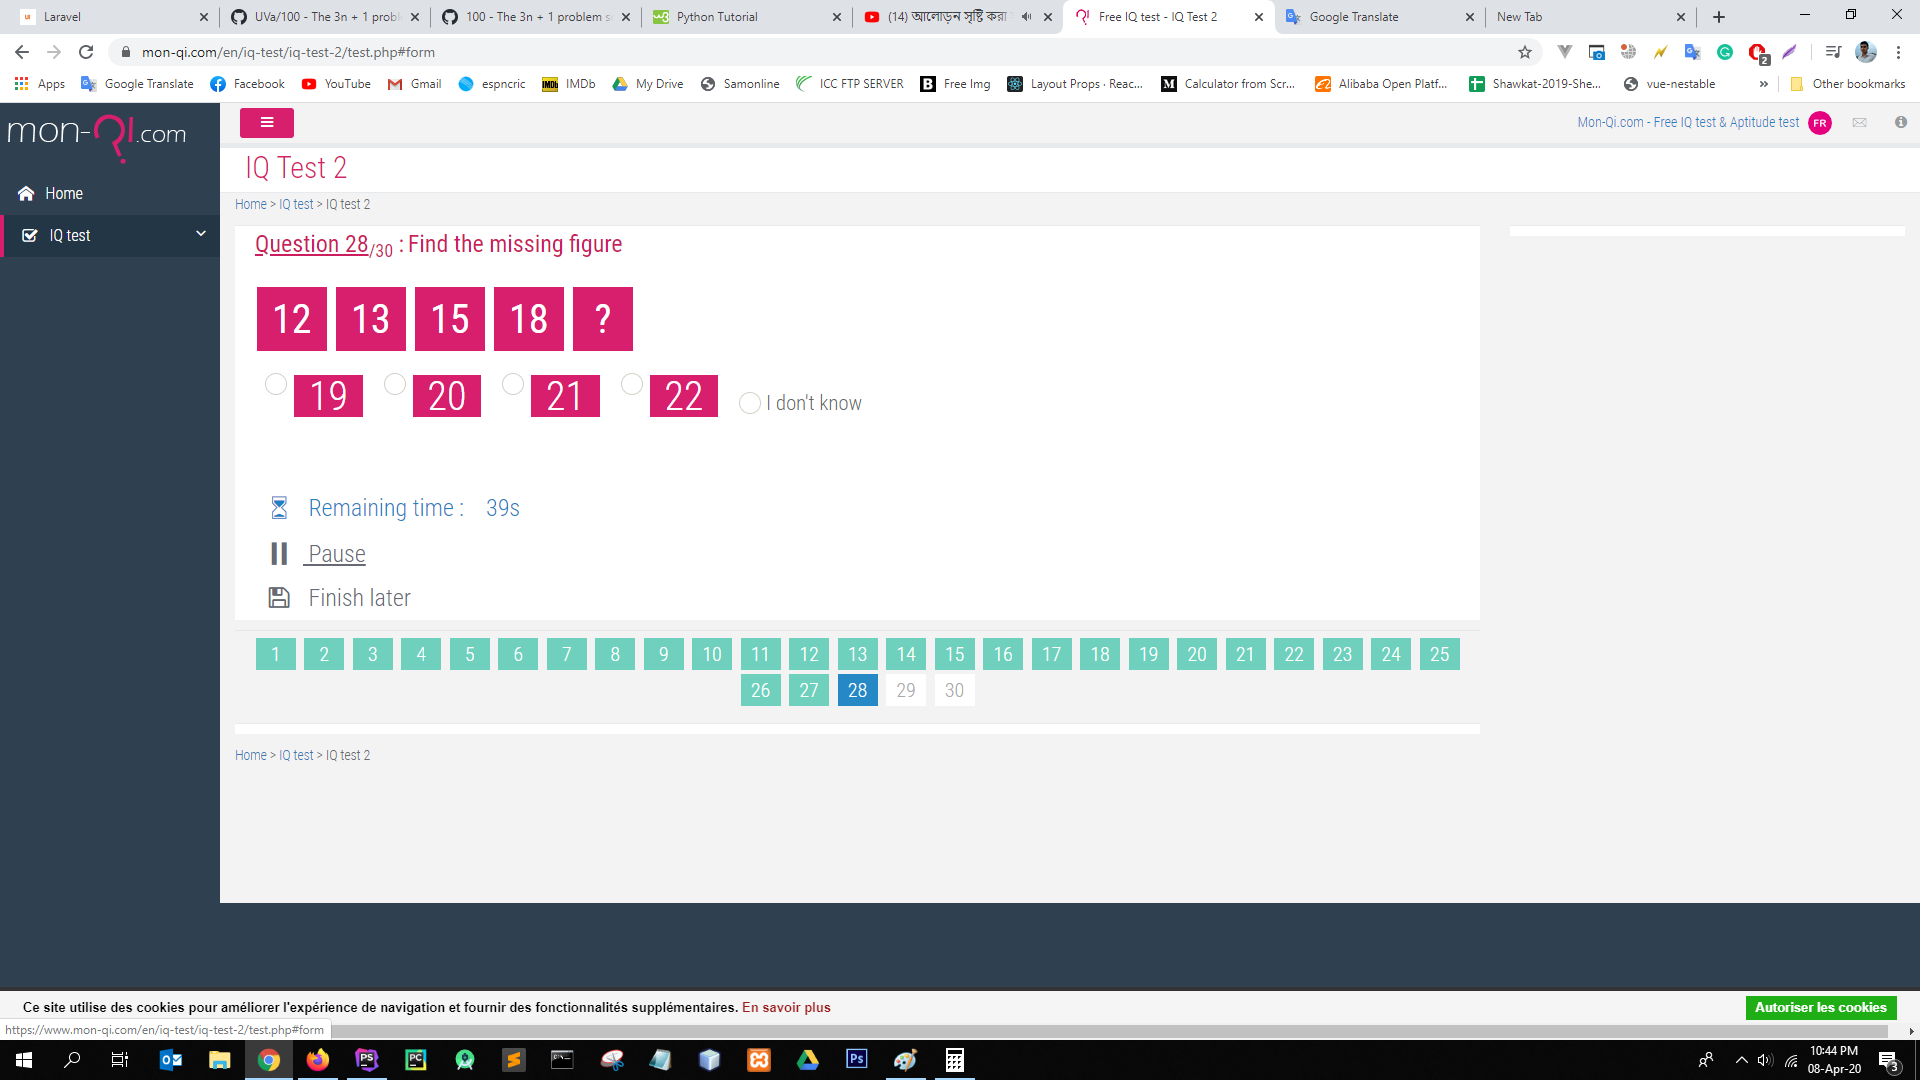 Laravel
UVa/100 - The 3n + 1 probl
100 - The 3n + 1 problem s
Python Tutorial
(14) আলোড়ন সৃষ্টি করা
Free IQ test - IQ Test 2
Google Translate
New Tab
mon-qi.com/en/iq-test/iq-test-2/test.php#form
2
Apps
Google Translate
Facebook
YouTube
Gmail
espncric
IMDb
IMDb
My Drive
Samonline
ICC FTP SERVER
Free Img
Layout Props · Reac...
Calculator from Scr...
Alibaba Open Platf...
Shawkat-2019-She...
vue-nestable
»
Other bookmarks
mon-QI.com
Mon-Qi.com - Free IQ test & Aptitude test
FR
IQ Test 2
Home
IQ test
Home > IQ test > IQ test 2
Question 28/30 : Find the missing figure
12 13 15 18 ?
19 20 21 22 I don't know
Remaining time : 39s
Pause
Finish later
1 2 3 4 5 6 7 8 9 10 11 12 13 14 15 16 17 18 19 20 21 22 23 24 25
26 27 28 29 30
Home > IQ test > IQ test 2
Ce site utilise des cookies pour améliorer l'expérience de navigation et fournir des fonctionnalités supplémentaires. En savoir plus
Autoriser les cookies
https://www.mon-qi.com/en/iq-test/iq-test-2/test.php#form
PS
PC
Ps
10:44 PM
08-Apr-20
3